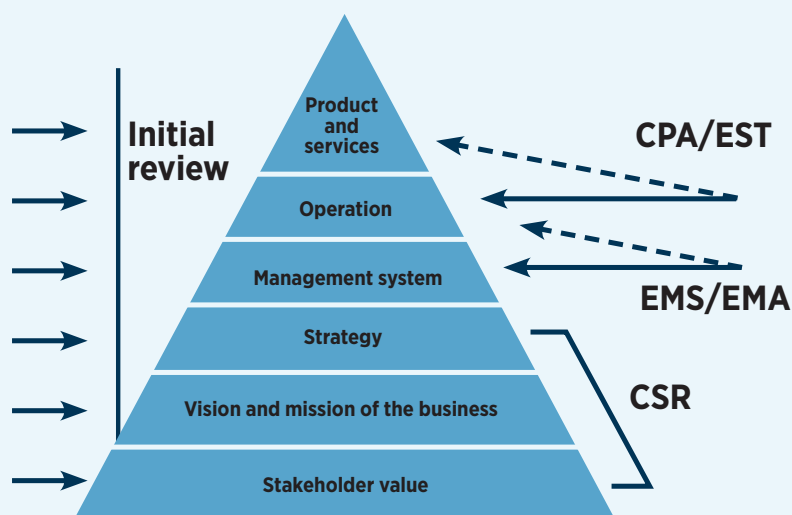 Product
and
services
Initial
review
CPA/EST
Operation
Management system
EMS/EMA
Strategy
CSR
Vision and mission of the business
Stakeholder value